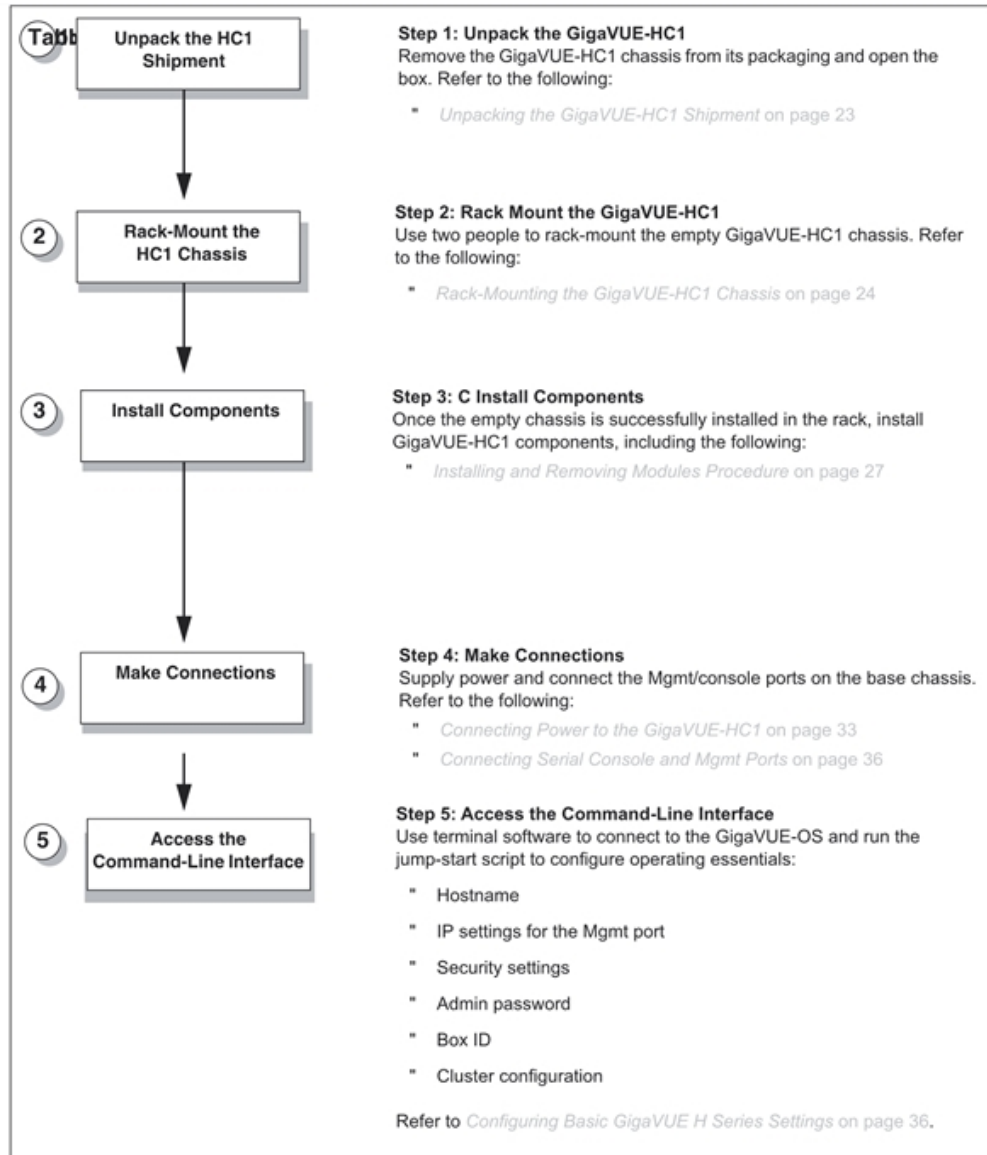 Tabb
Unpack the HC1
Shipment
Step 1: Unpack the GigaVUE-HC1
Remove the GigaVUE-HC1 chassis from its packaging and open the
box. Refer to the following:
" Unpacking the GigaVUE-HC1 Shipment on page 23
2
Rack-Mount the
HC1 Chassis
Step 2: Rack Mount the GigaVUE-HC1
Use two people to rack-mount the empty GigaVUE-HC1 chassis. Refer
to the following:
" Rack-Mounting the GigaVUE-HC1 Chassis on page 24
3
Install Components
Step 3: C Install Components
Once the empty chassis is successfully installed in the rack, install
GigaVUE-HC1 components, including the following:
" Installing and Removing Modules Procedure on page 27
4
Make Connections
Step 4: Make Connections
Supply power and connect the Mgmt/console ports on the base chassis.
Refer to the following:
" Connecting Power to the GigaVUE-HC1 on page 33
" Connecting Serial Console and Mgmt Ports on page 36
5
Access the
Command-Line Interface
Step 5: Access the Command-Line Interface
Use terminal software to connect to the GigaVUE-OS and run the
jump-start script to configure operating essentials:
" Hostname
" IP settings for the Mgmt port
" Security settings
" Admin password
" Box ID
" Cluster configuration
Refer to Configuring Basic GigaVUE H Series Settings on page 36.